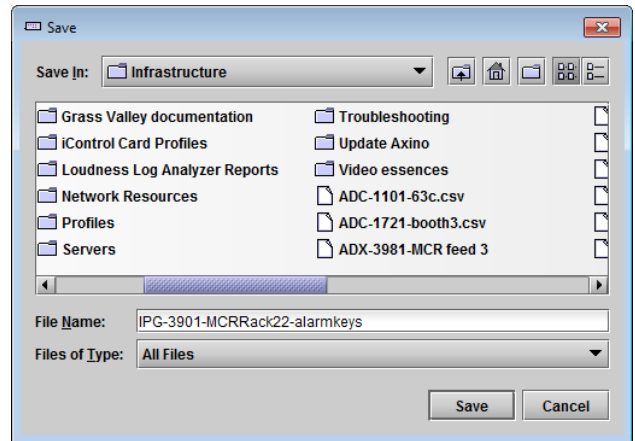 Save
Save In: Infrastructure
Grass Valley documentation
Troubleshooting
iControl Card Profiles
Update Axino
Loudness Log Analyzer Reports
Video essences
Network Resources
ADC-1101-63c.csv
Profiles
ADC-1721-booth3.csv
Servers
ADX-3981-MCR feed 3
File Name: IPG-3901-MCRRack22-alarmkeys
Files of Type: All Files
Save Cancel